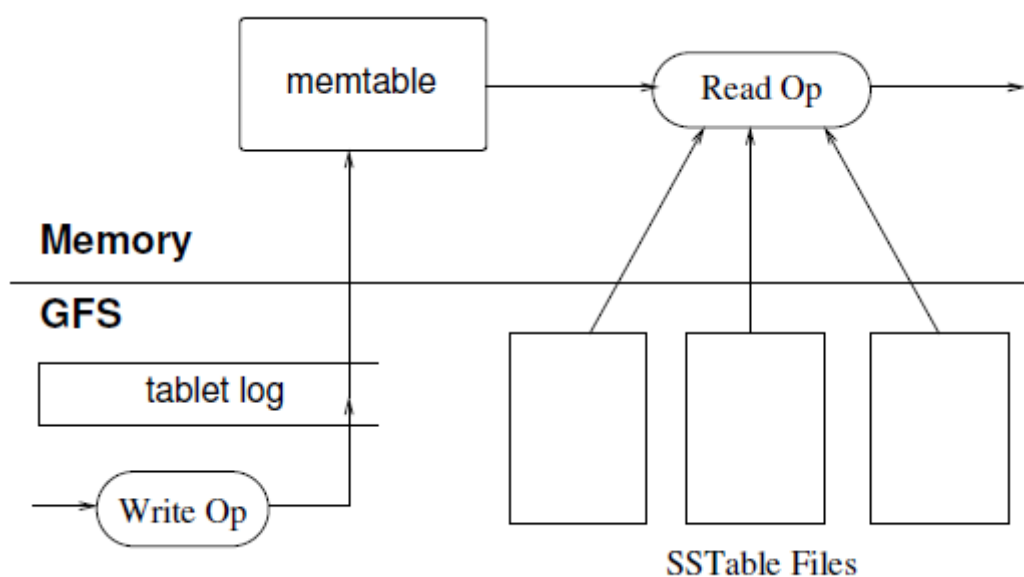 memtable
Read Op
Memory
GFS
tablet log
Write Op
SSTable Files